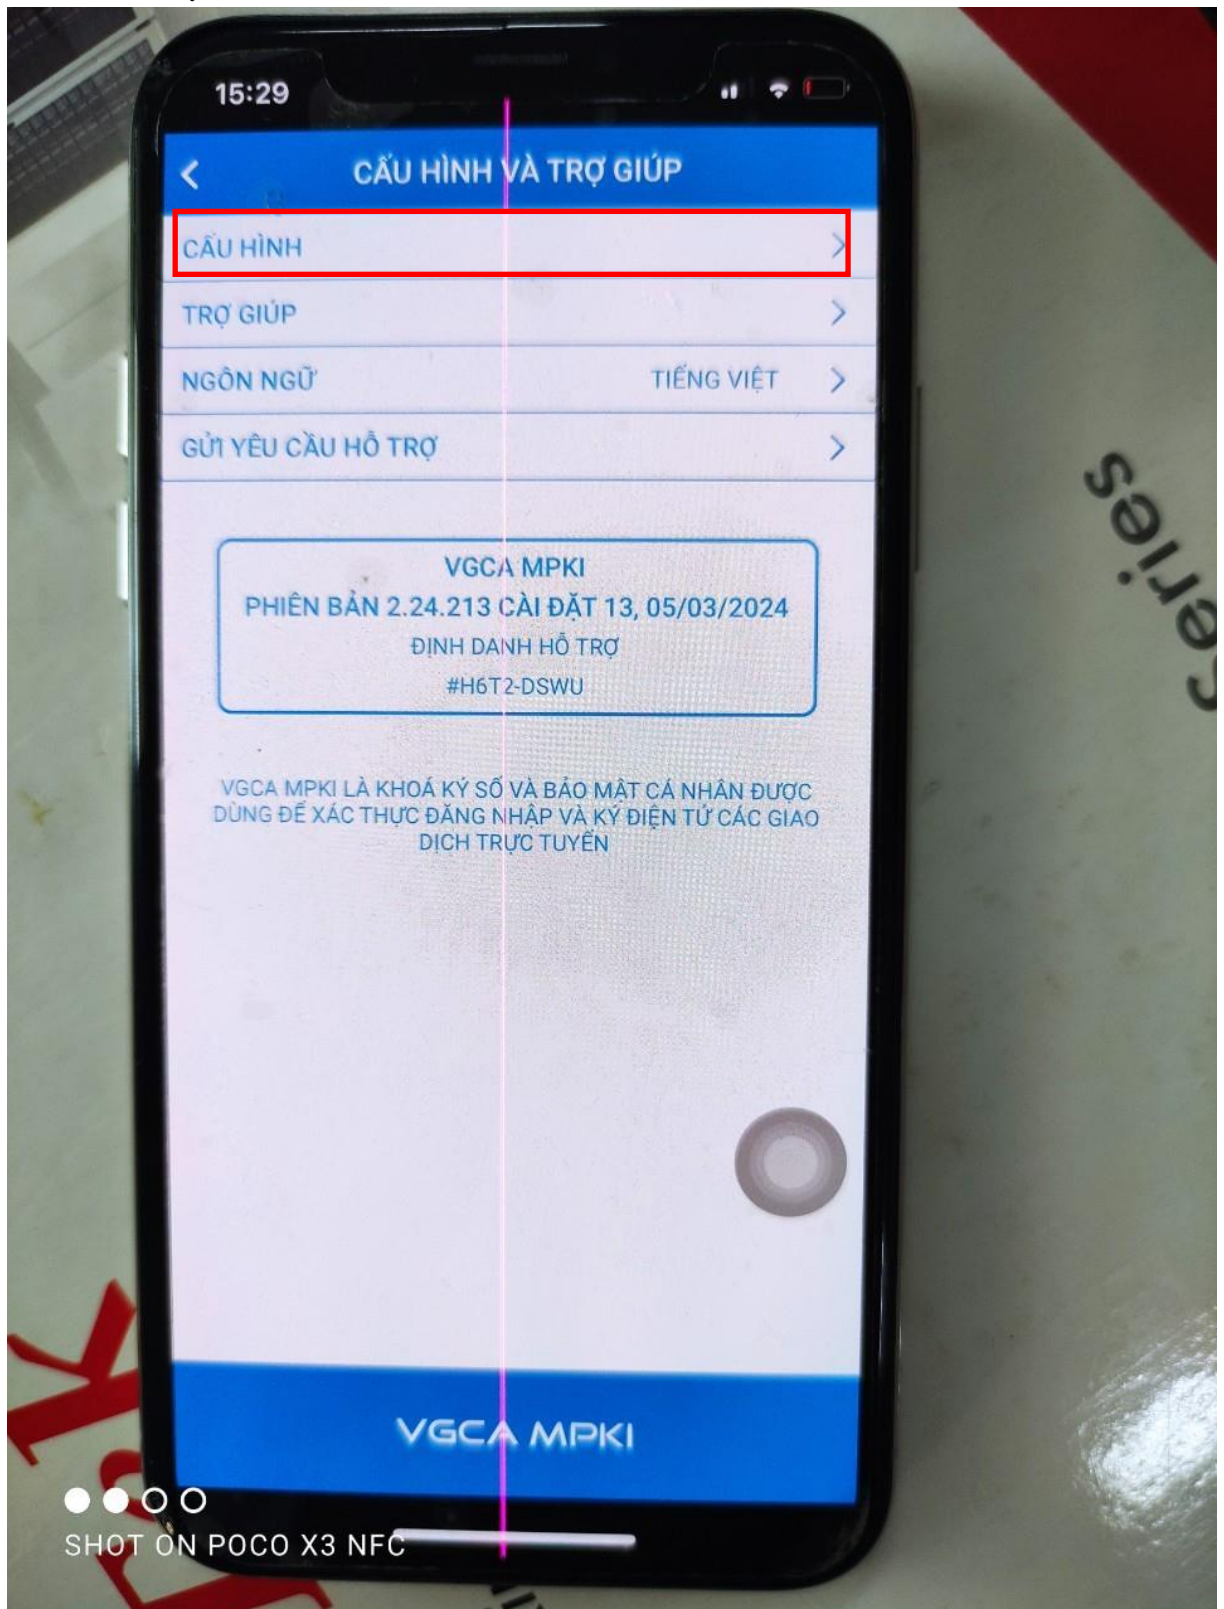 15:29
CẤU HÌNH VÀ TRỢ GIÚP
CẤU HÌNH
TRỢ GIÚP
NGÔN NGỮ TIẾNG VIỆT
GỬI YÊU CẦU HỖ TRỢ
VGCA MPKI
PHIÊN BẢN 2.24.213 CÀI ĐẶT 13, 05/03/2024
ĐỊNH DANH HỖ TRỢ
#H6T2-DSWU
VGCA MPKI LÀ KHOÁ KÝ SỐ VÀ BẢO MẬT CÁ NHÂN ĐƯỢC
DÙNG ĐỂ XÁC THỰC ĐĂNG NHẬP VÀ KÝ ĐIỆN TỬ CÁC GIAO
DỊCH TRỰC TUYẾN
Series
VGCA MPKI
SHOT ON POCO X3 NFC